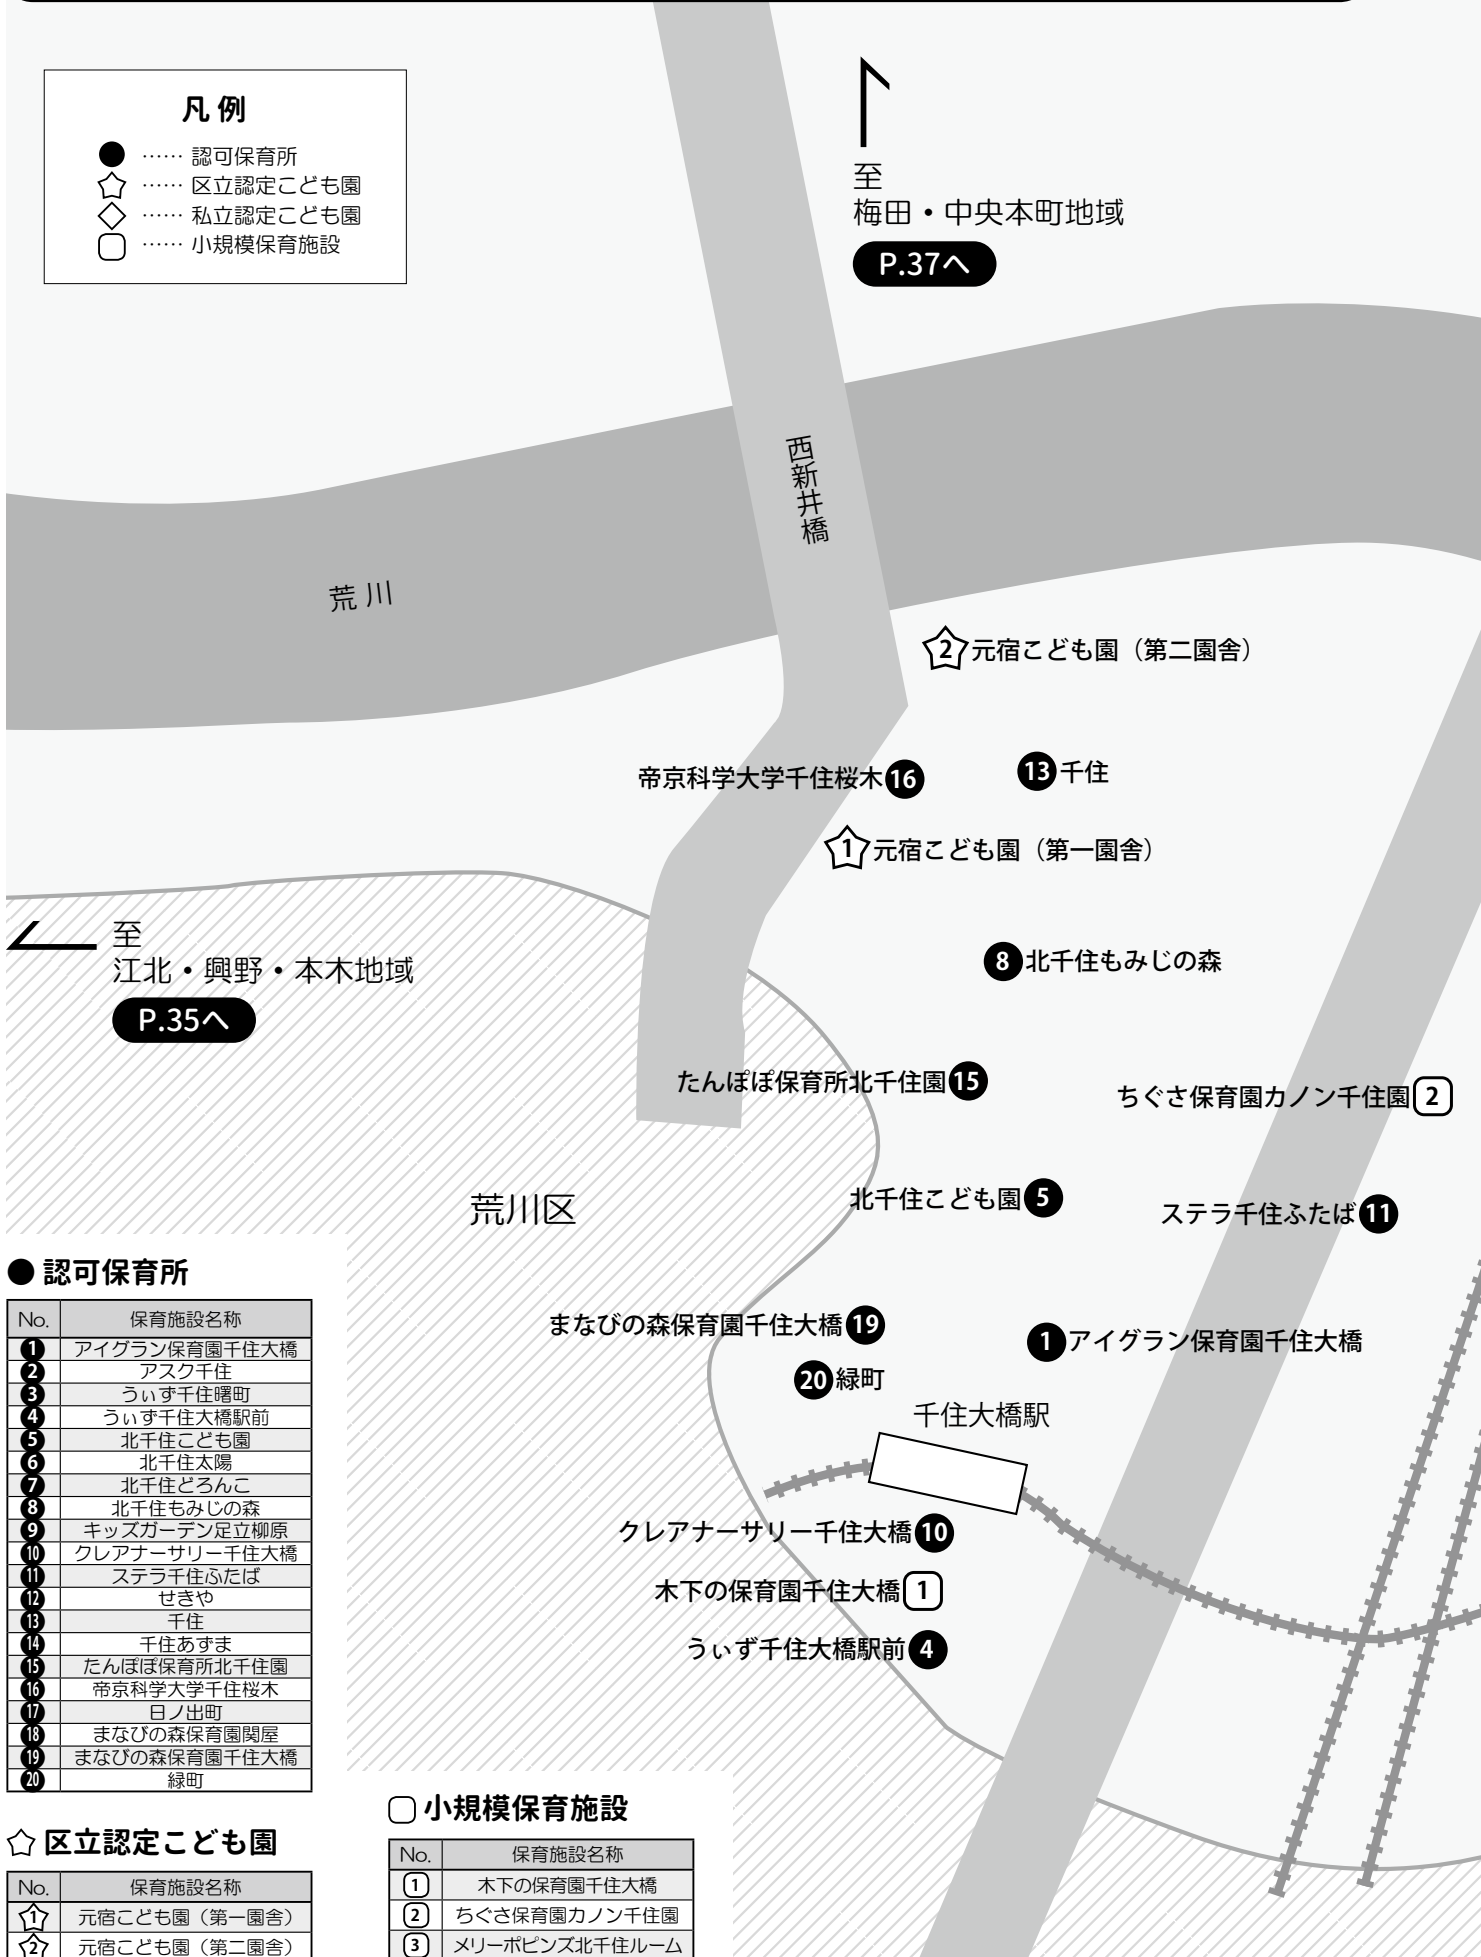 凡 例
●…… 認可保育所
☆…… 区立認定こども園
◇…… 私立認定こども園
▢…… 小規模保育施設
至
梅田・中央本町地域
P.37へ
西新井橋
荒 川
2 元宿こども園（第二園舎）
帝京科学大学千住桜木 16
13 千住
1 元宿こども園（第一園舎）
至
江北・興野・本木地域
P.35へ
8 北千住もみじの森
たんぽぽ保育所北千住園 15
ちぐさ保育園カノン千住園 2
荒川区
北千住こども園 5
ステラ千住ふたば 11
まなびの森保育園千住大橋 19
1 アイグラン保育園千住大橋
20 緑町
千住大橋駅
クレアナーサリー千住大橋 10
木下の保育園千住大橋 1
うぃず千住大橋駅前 4
● 認可保育所
No. 保育施設名称
1 アイグラン保育園千住大橋
2 アスク千住
3 うぃず千住曙町
4 うぃず千住大橋駅前
5 北千住こども園
6 北千住太陽
7 北千住どろんこ
8 北千住もみじの森
9 キッズガーデン足立柳原
10 クレアナーサリー千住大橋
11 ステラ千住ふたば
12 せきや
13 千住
14 千住あずま
15 たんぽぽ保育所北千住園
16 帝京科学大学千住桜木
17 日ノ出町
18 まなびの森保育園関屋
19 まなびの森保育園千住大橋
20 緑町
☆ 区立認定こども園
No. 保育施設名称
1 元宿こども園（第一園舎）
2 元宿こども園（第二園舎）
▢ 小規模保育施設
No. 保育施設名称
1 木下の保育園千住大橋
2 ちぐさ保育園カノン千住園
3 メリーポピンズ北千住ルーム